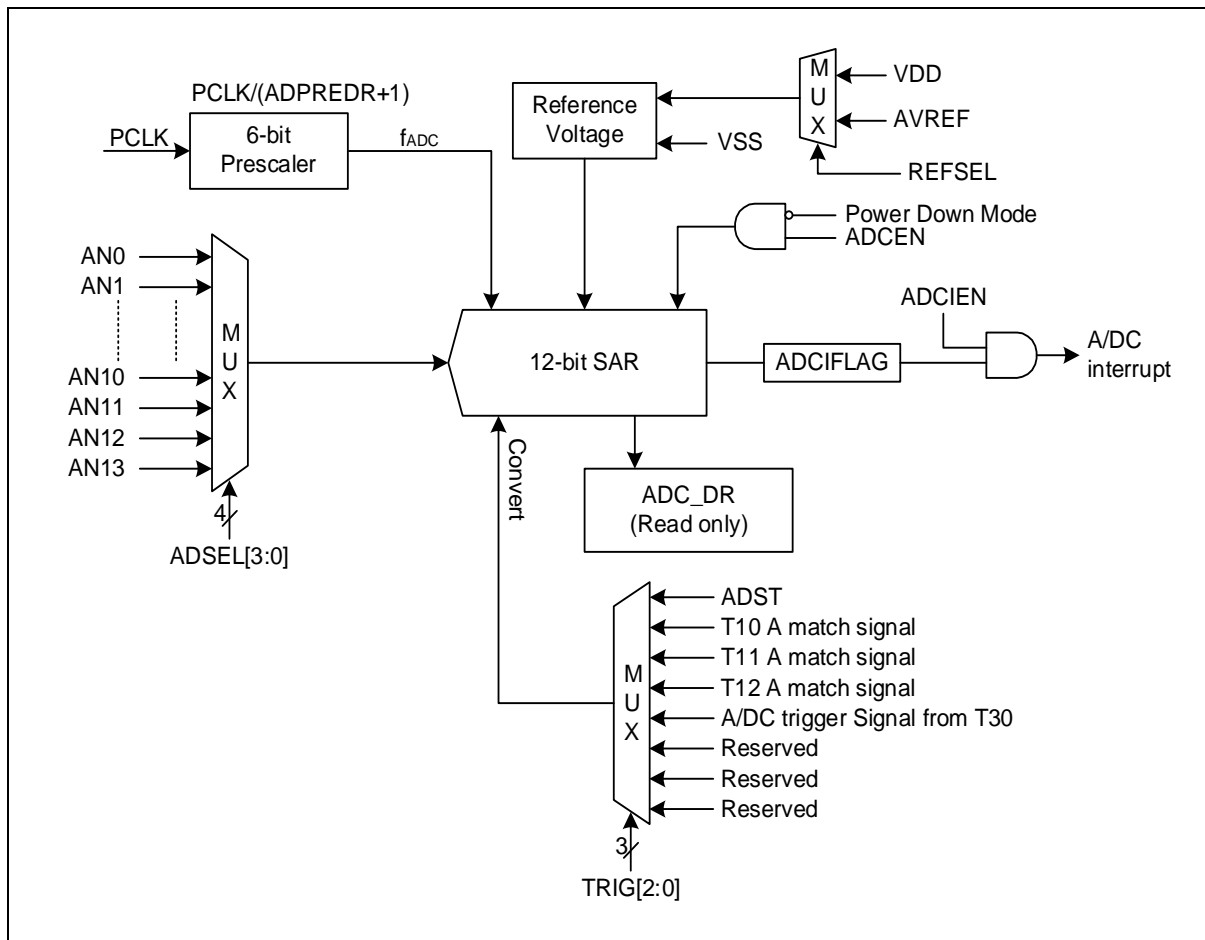 PCLK/(ADPREDR+1)
PCLK
6-bit
Prescaler
fADC
Reference
Voltage
VSS
MUX
VDD
AVREF
REFSEL
Power Down Mode
ADCEN
AN0
AN1
AN10
AN11
AN12
AN13
MUX
4
ADSEL[3:0]
12-bit SAR
ADCIFLAG
ADCIEN
A/DC
interrupt
Convert
ADC_DR
(Read only)
MUX
ADST
T10 A match signal
T11 A match signal
T12 A match signal
A/DC trigger Signal from T30
Reserved
Reserved
Reserved
3
TRIG[2:0]